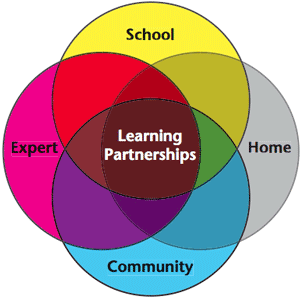 School
Expert
Learning
Partnerships
Home
Community